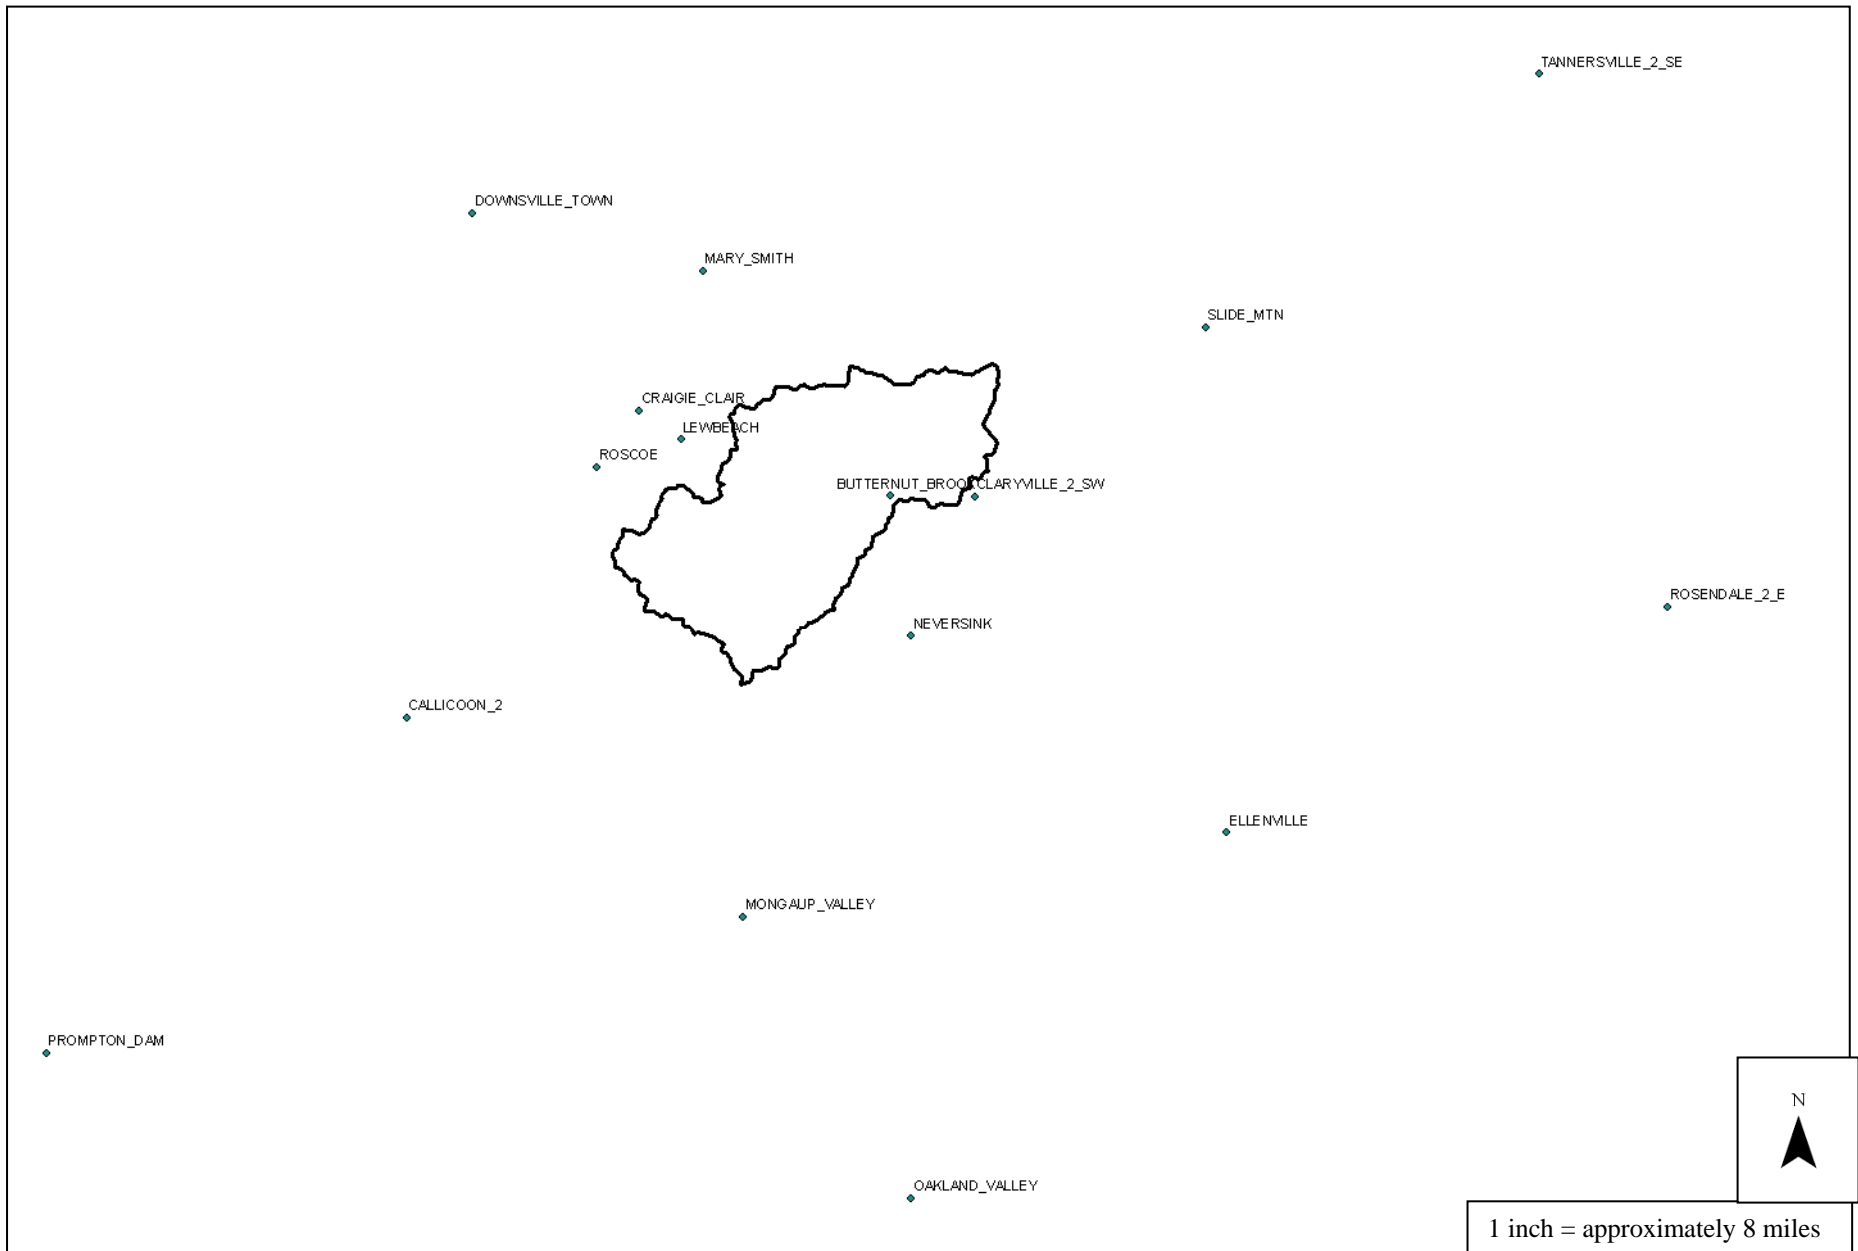 TANNERSVILLE_2_SE
DOWNSVILLE_TOWN
MARY_SMITH
SLIDE_MTN
CRAIGIE_CLAIR
LEWBEACH
ROSCOE
BUTTERNUT_BROOK
CLARYVILLE_2_SW
ROSENDALE_2_E
NEVERSINK
CALLICOON_2
ELLENVILLE
MONGAUP_VALLEY
PROMPTON_DAM
N
OAKLAND_VALLEY
1 inch = approximately 8 miles